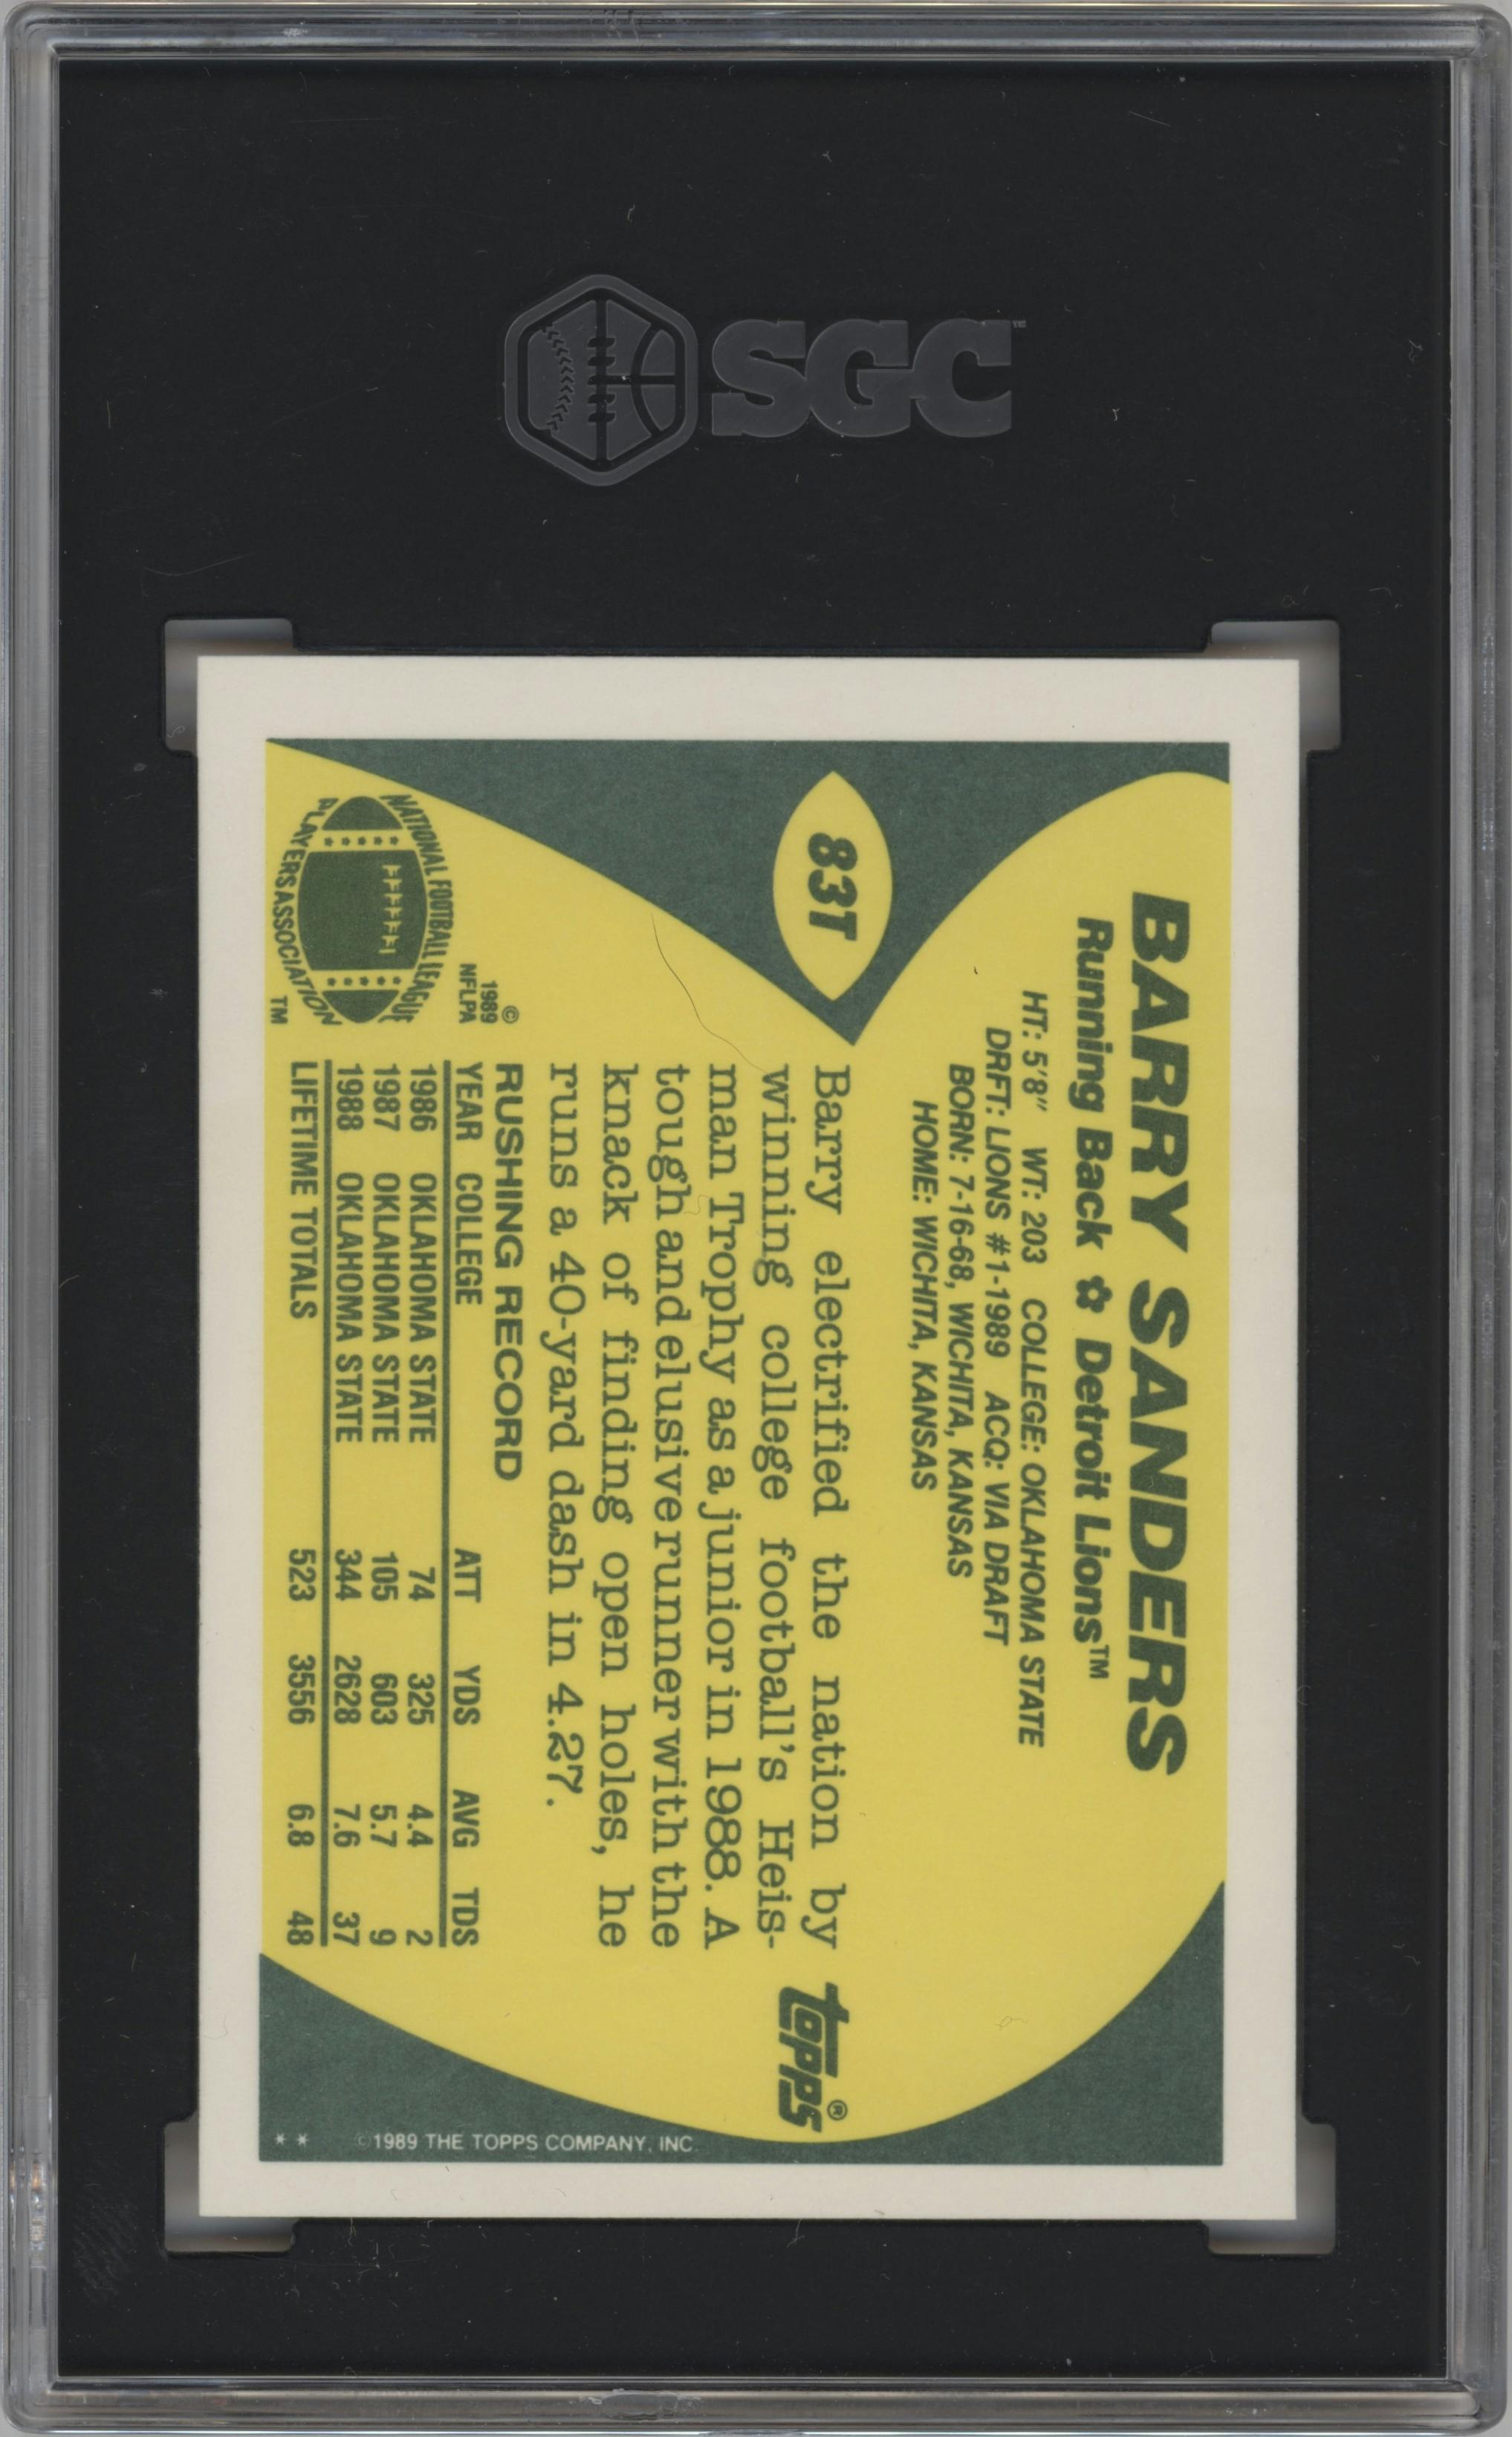 SGC™
83T
BARRY SANDERS
Running Back ✿ Detroit Lions™
HT: 5'8" WT: 203 COLLEGE: OKLAHOMA STATE
DRFT: LIONS #1-1989 ACQ: VIA DRAFT
BORN: 7-16-68, WICHITA, KANSAS
HOME: WICHITA, KANSAS
Barry electrified the nation by
winning college football's Heis-
man Trophy as a junior in 1988. A
tough and elusive runner with the
knack of finding open holes, he
runs a 40-yard dash in 4.27.
topps®
©
1989
NFLPA
NATIONAL FOOTBALL LEAGUE
PLAYERS ASSOCIATION
TM
RUSHING RECORD
YEAR COLLEGE ATT YDS AVG TDS
1986 OKLAHOMA STATE 74 325 4.4 2
1987 OKLAHOMA STATE 105 603 5.7 9
1988 OKLAHOMA STATE 344 2628 7.6 37
LIFETIME TOTALS 523 3556 6.8 48
** ©1989 THE TOPPS COMPANY, INC.